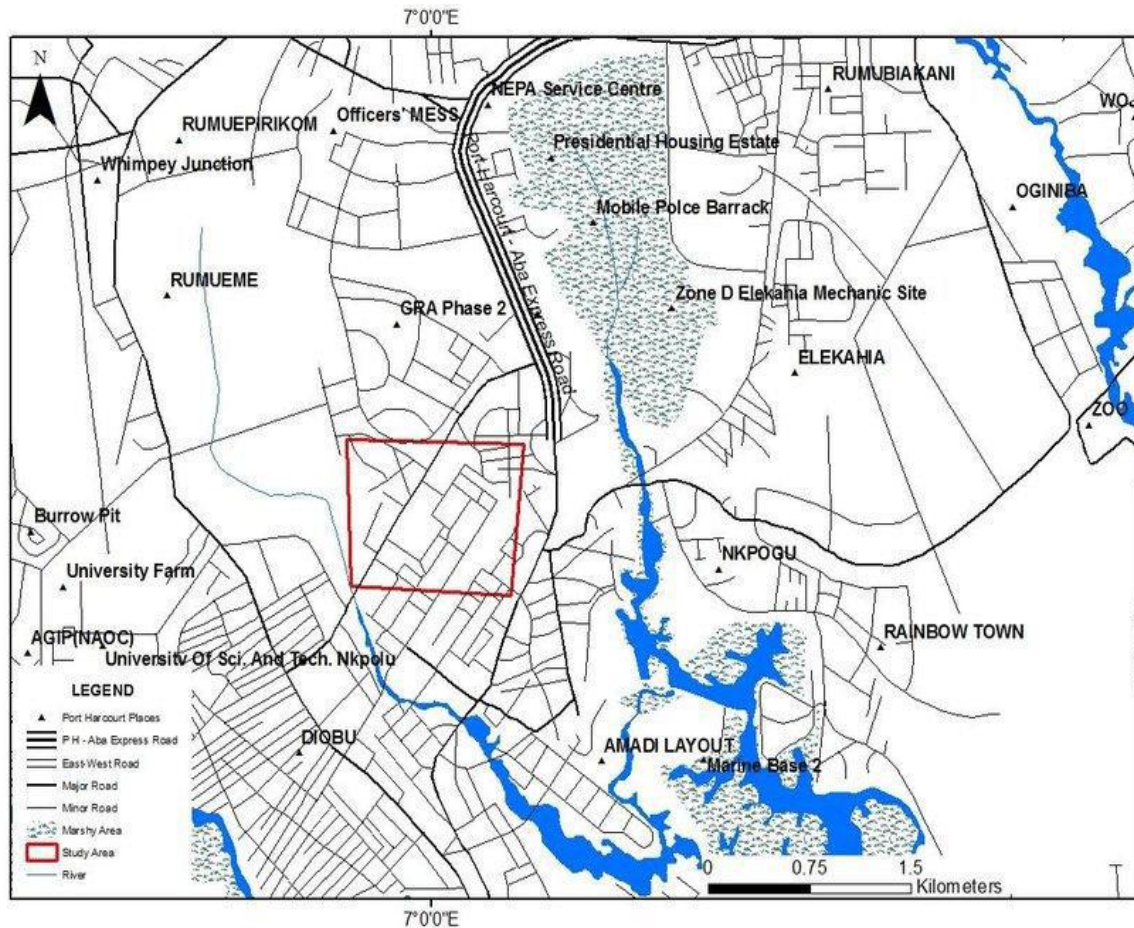 7°0'0"E
N
NEPA Service Centre
RUMUBIAKANI
WO
Officers' MESS
RUMUEPIRIKOM
Presidential Housing Estate
Whimpey Junction
Port-Harcourt - Aba Express Road
OGINIBA
Mobile Polce Barrack
RUMUEME
Zone D Elekahia Mechanic Site
GRA Phase 2
ELEKAHIA
ZOO
Burrow Pit
NKPOGU
University Farm
RAINBOW TOWN
AGIP(NAOC)
University Of Sci. And Tech. Nkpolu
DIOBU
AMADI LAYOUT
Marine Base 2
LEGEND
Port Harcourt Places
P H - Aba Express Road
East-West Road
Major Road
Minor Road
Marshy Area
Study Area
River
0 0.75 1.5
Kilometers
7°0'0"E